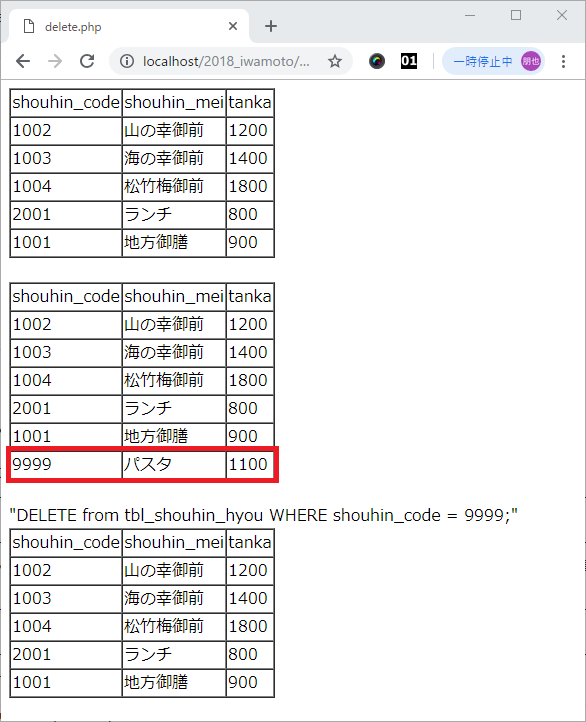 delete.php
localhost/2018_iwamoto/...
01
一時停止中 朋也
shouhin_code shouhin_mei tanka
1002 山の幸御前 1200
1003 海の幸御前 1400
1004 松竹梅御前 1800
2001 ランチ 800
1001 地方御膳 900
shouhin_code shouhin_mei tanka
1002 山の幸御前 1200
1003 海の幸御前 1400
1004 松竹梅御前 1800
2001 ランチ 800
1001 地方御膳 900
9999 パスタ 1100
"DELETE from tbl_shouhin_hyou WHERE shouhin_code = 9999;"
shouhin_code shouhin_mei tanka
1002 山の幸御前 1200
1003 海の幸御前 1400
1004 松竹梅御前 1800
2001 ランチ 800
1001 地方御膳 900